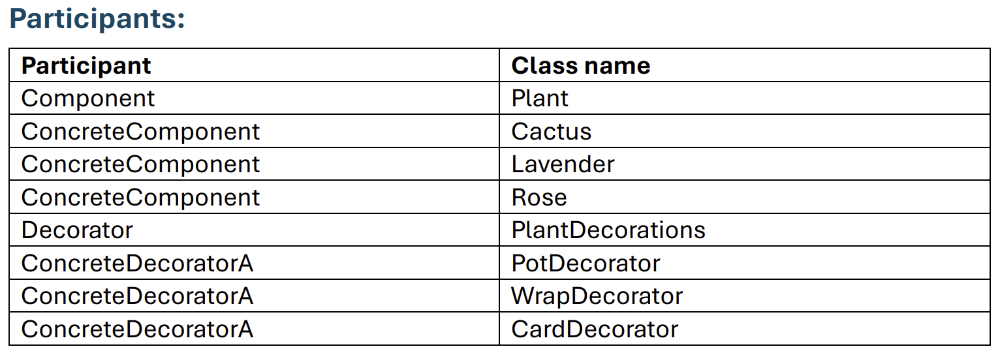 Participants:
Participant Class name
Component Plant
ConcreteComponent Cactus
ConcreteComponent Lavender
ConcreteComponent Rose
Decorator PlantDecorations
ConcreteDecoratorA PotDecorator
ConcreteDecoratorA WrapDecorator
ConcreteDecoratorA CardDecorator